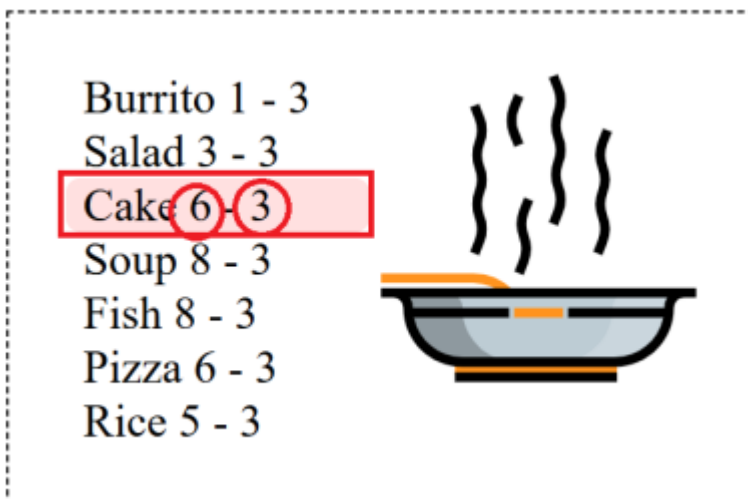 Burrito 1 - 3
Salad 3 - 3
Cake 6 - 3
Soup 8 - 3
Fish 8 - 3
Pizza 6 - 3
Rice 5 - 3